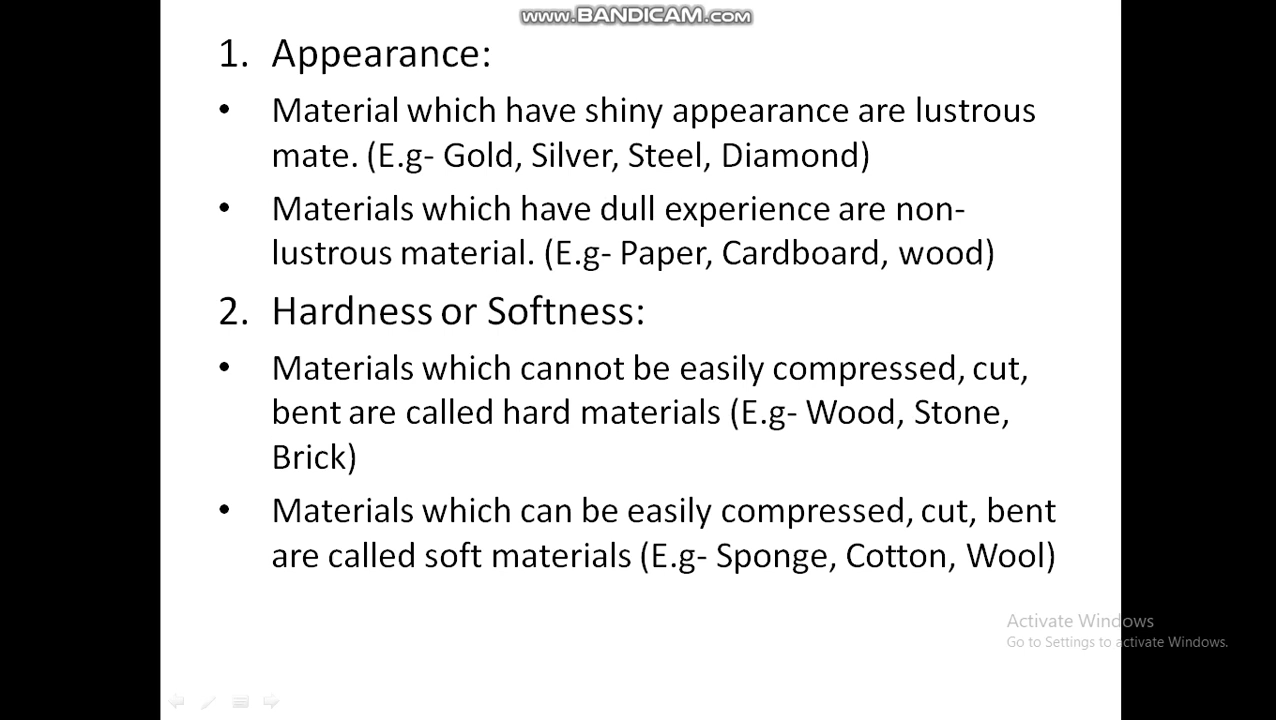 www.BANDICAM.com
1. Appearance:
• Material which have shiny appearance are lustrous
mate. (E.g- Gold, Silver, Steel, Diamond)
• Materials which have dull experience are non-
lustrous material. (E.g- Paper, Cardboard, wood)
2. Hardness or Softness:
• Materials which cannot be easily compressed, cut,
bent are called hard materials (E.g- Wood, Stone,
Brick)
• Materials which can be easily compressed, cut, bent
are called soft materials (E.g- Sponge, Cotton, Wool)
Activate Windows
Go to Settings to activate Windows.